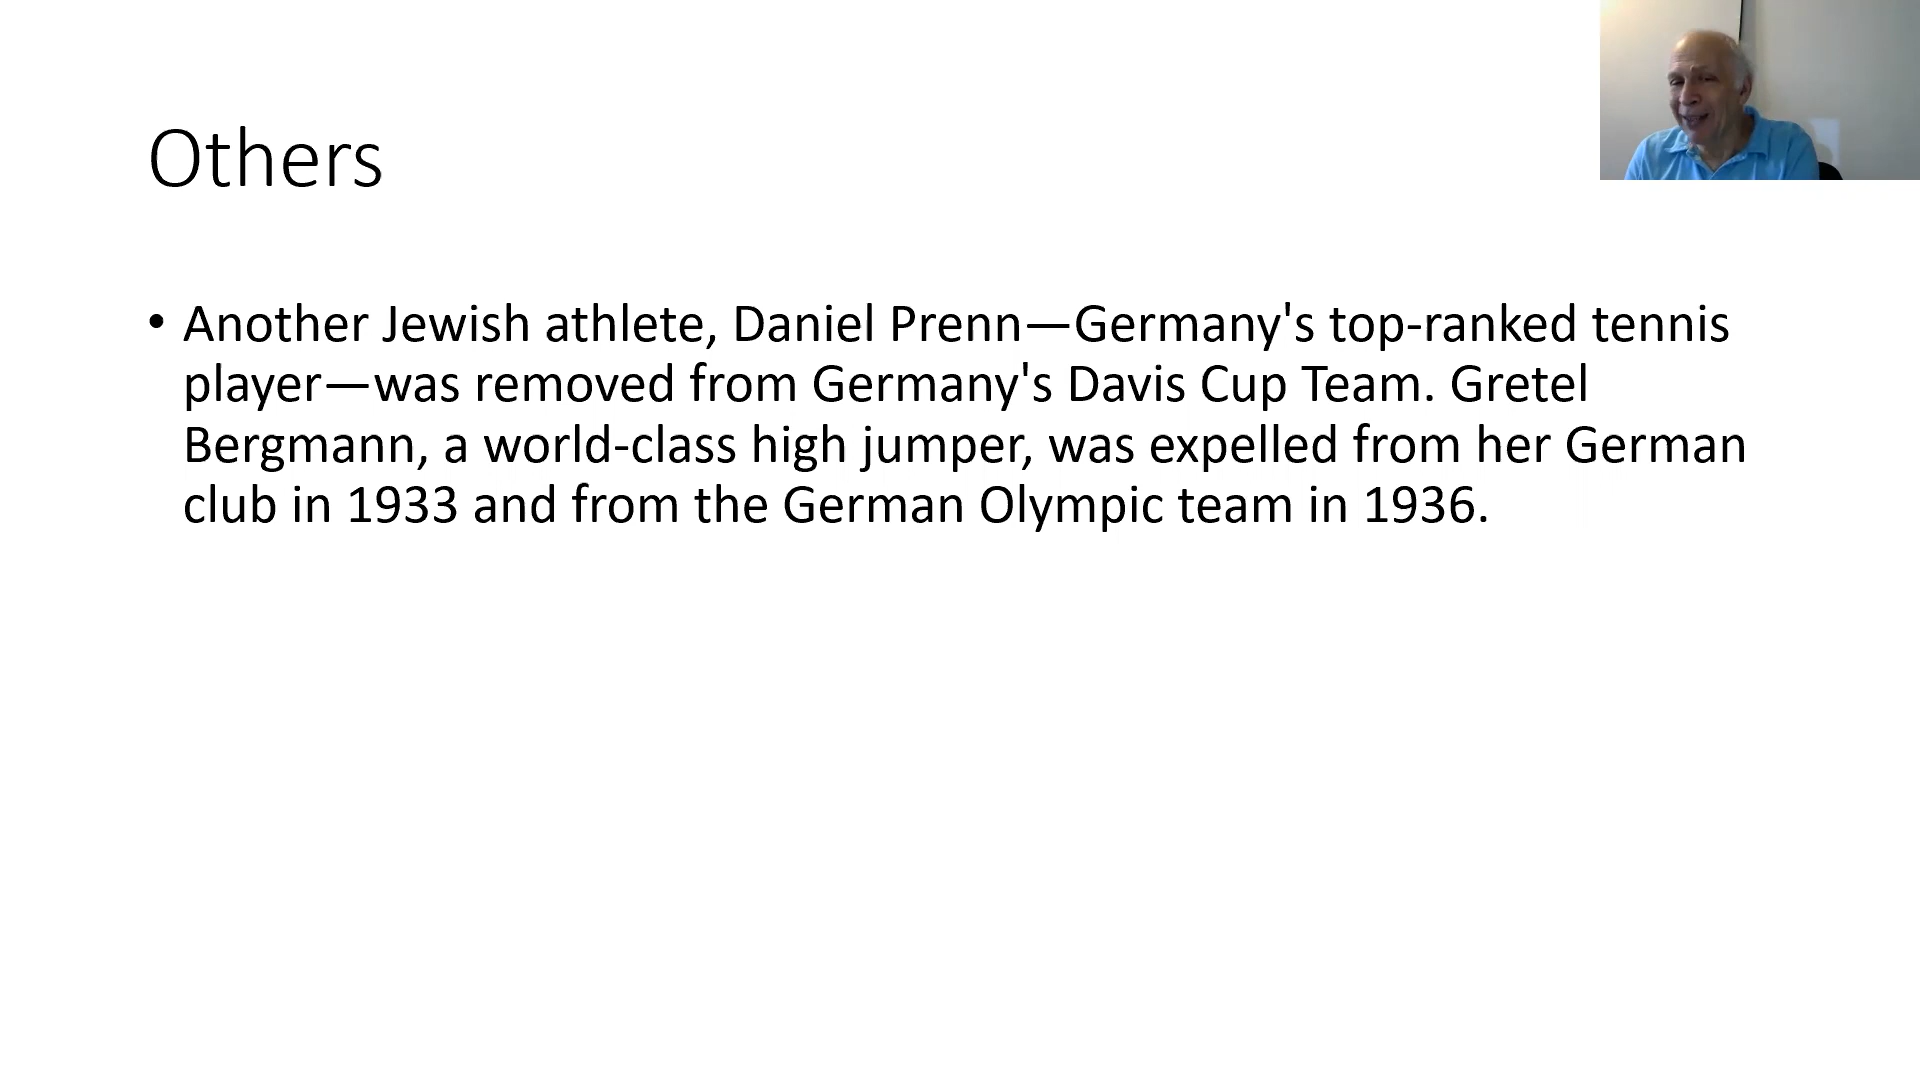 Others
• Another Jewish athlete, Daniel Prenn—Germany's top-ranked tennis
player—was removed from Germany's Davis Cup Team. Gretel
Bergmann, a world-class high jumper, was expelled from her German
club in 1933 and from the German Olympic team in 1936.